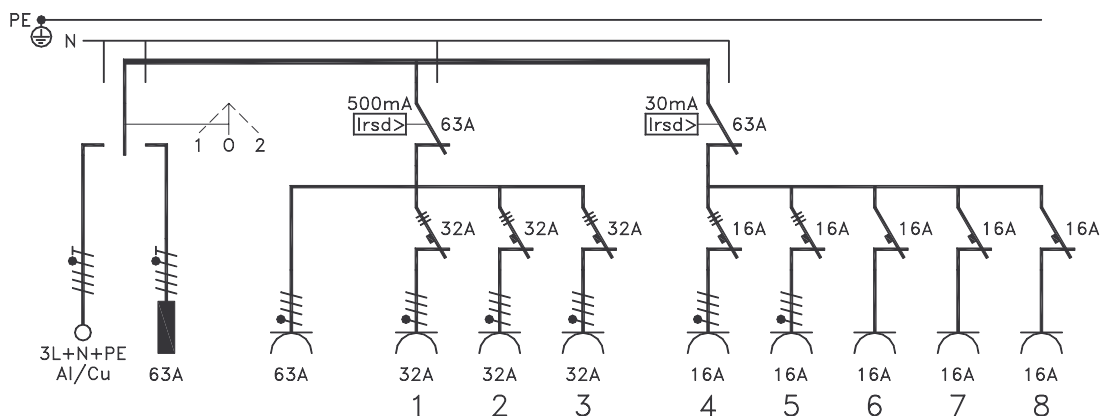 PE
N
500mA
Irsd>
63A
30mA
Irsd>
63A
1 0 2
32A 32A 32A 16A 16A 16A 16A 16A
3L+N+PE
Al/Cu
63A 63A 32A 32A 32A 16A 16A 16A 16A 16A
1 2 3 4 5 6 7 8